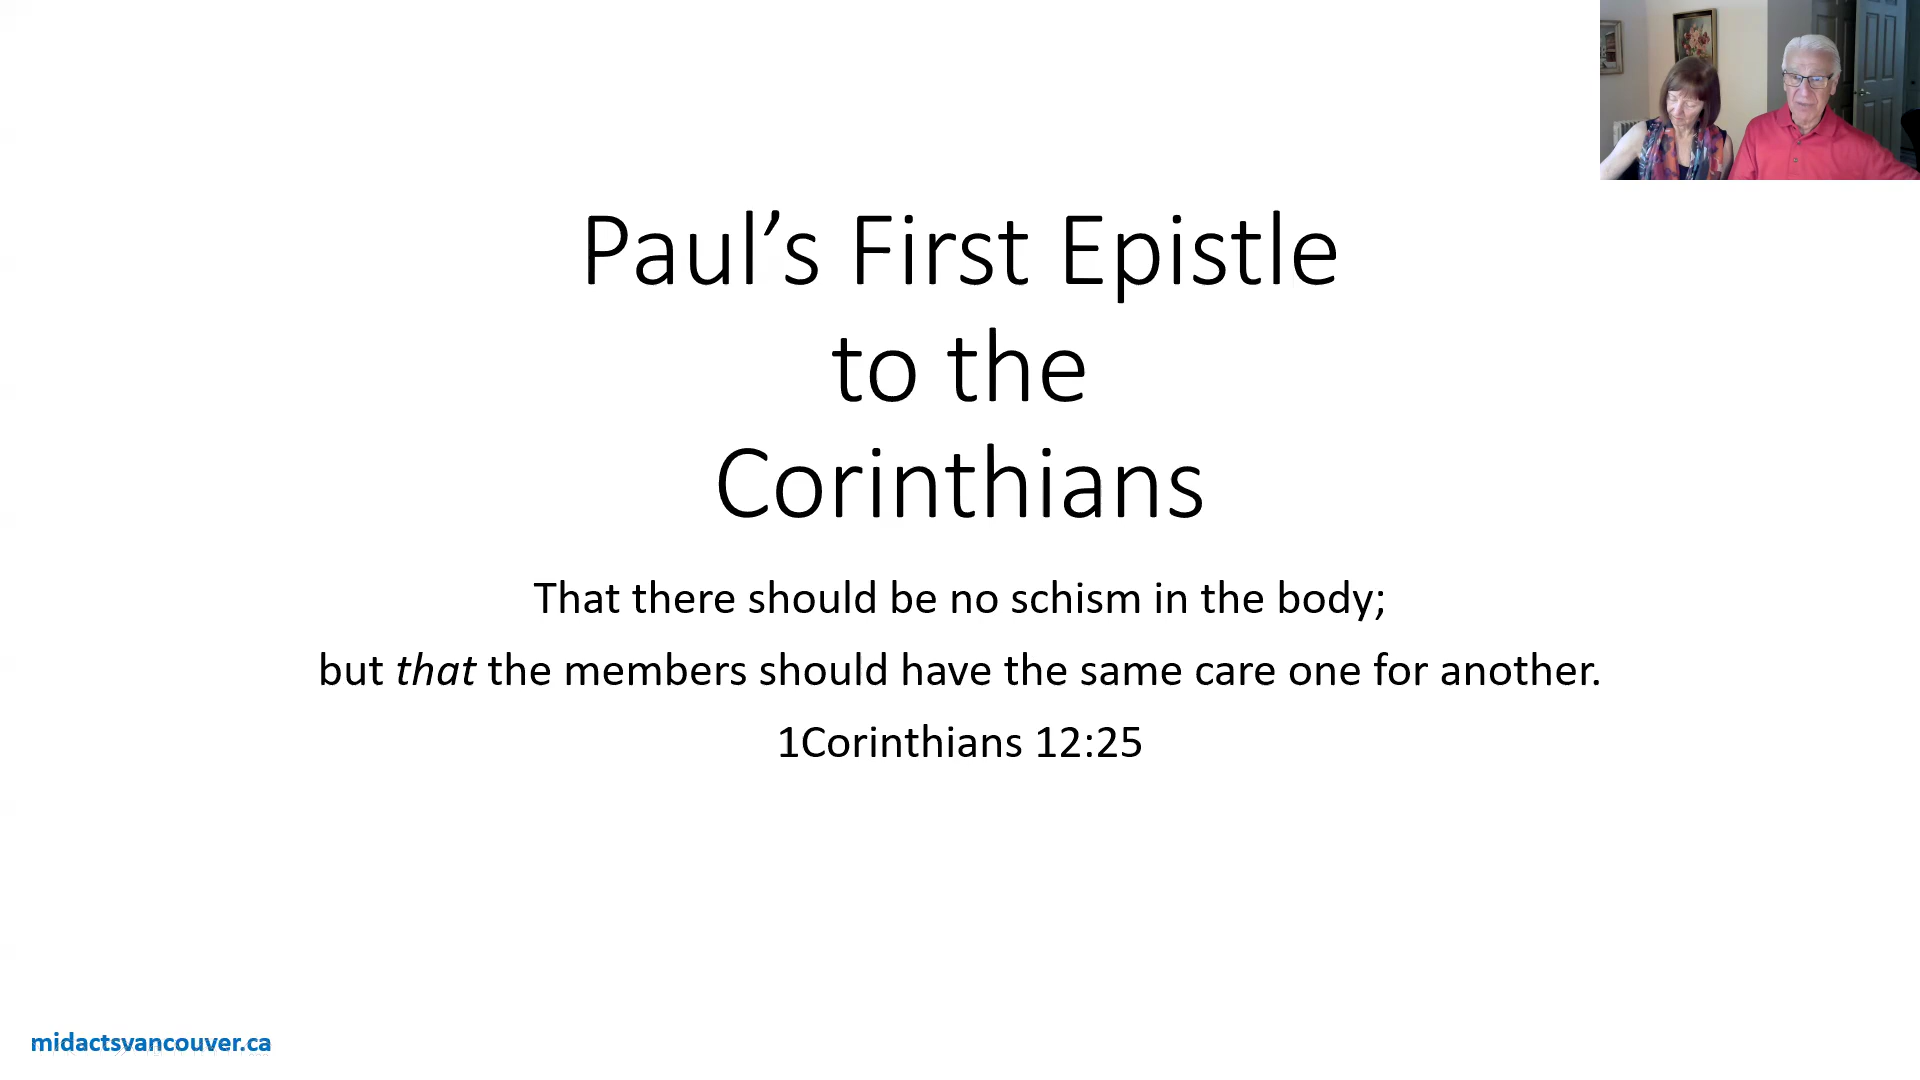 Paul’s First Epistle
to the
Corinthians
That there should be no schism in the body;
but that the members should have the same care one for another.
1Corinthians 12:25
midactsvancouver.ca